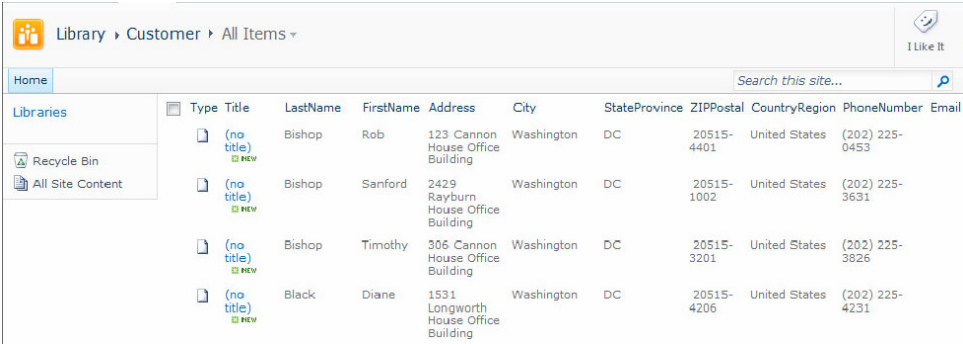 Library ▸ Customer ▸ All Items ▾
I Like It
Home
Search this site...
Libraries
Recycle Bin
All Site Content
Type Title LastName FirstName Address City StateProvince ZIPPostal CountryRegion PhoneNumber Email
(no Bishop Rob 123 Cannon Washington DC 20515- United States (202) 225-
title) House Office 4401 0453
NEW Building
(no Bishop Sanford 2429 Washington DC 20515- United States (202) 225-
title) Rayburn 1002 3631
NEW House Office
Building
(no Bishop Timothy 306 Cannon Washington DC 20515- United States (202) 225-
title) House Office 3201 3826
NEW Building
(no Black Diane 1531 Washington DC 20515- United States (202) 225-
title) Longworth 4206 4231
NEW House Office
Building